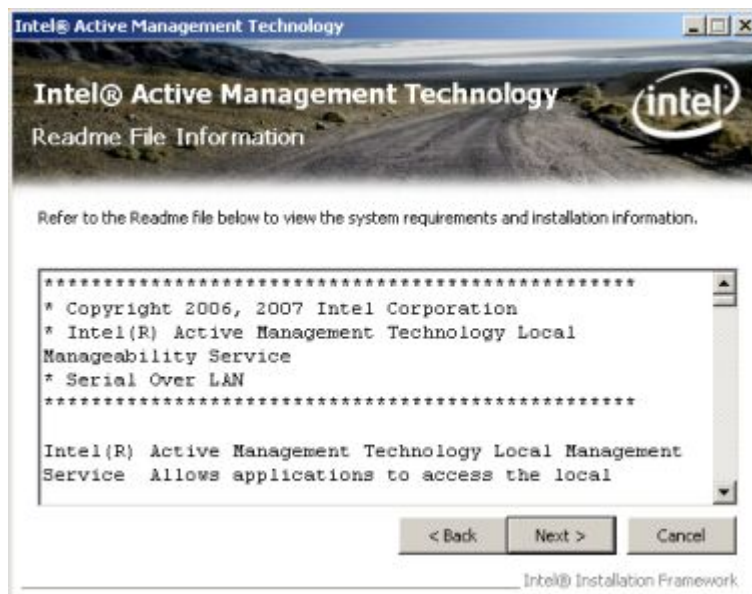 Intel® Active Management Technology
Intel® Active Management Technology
intel
Readme File Information
Refer to the Readme file below to view the system requirements and installation information.
****************************************************
* Copyright 2006, 2007 Intel Corporation
* Intel(R) Active Management Technology Local
Manageability Service
* Serial Over LAN
****************************************************
Intel(R) Active Management Technology Local Management
Service  Allows applications to access the local
< Back
Next >
Cancel
Intel® Installation Framework